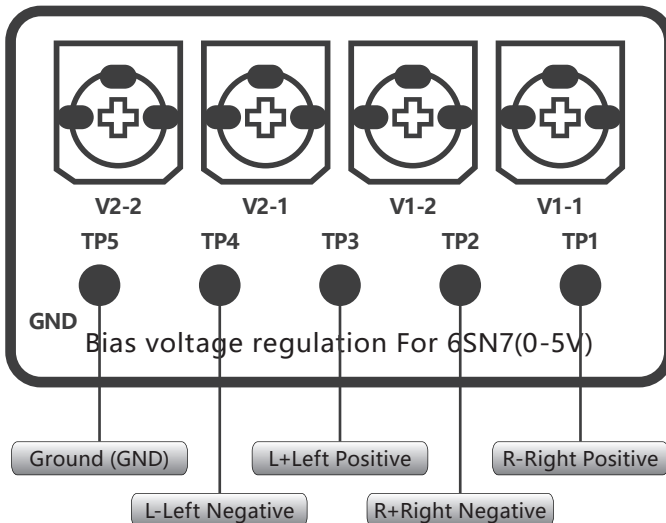 V2-2 V2-1 V1-2 V1-1
TP5 TP4 TP3 TP2 TP1
GND
Bias voltage regulation For 6SN7(0-5V)
Ground (GND) L+Left Positive R-Right Positive
L-Left Negative R+Right Negative